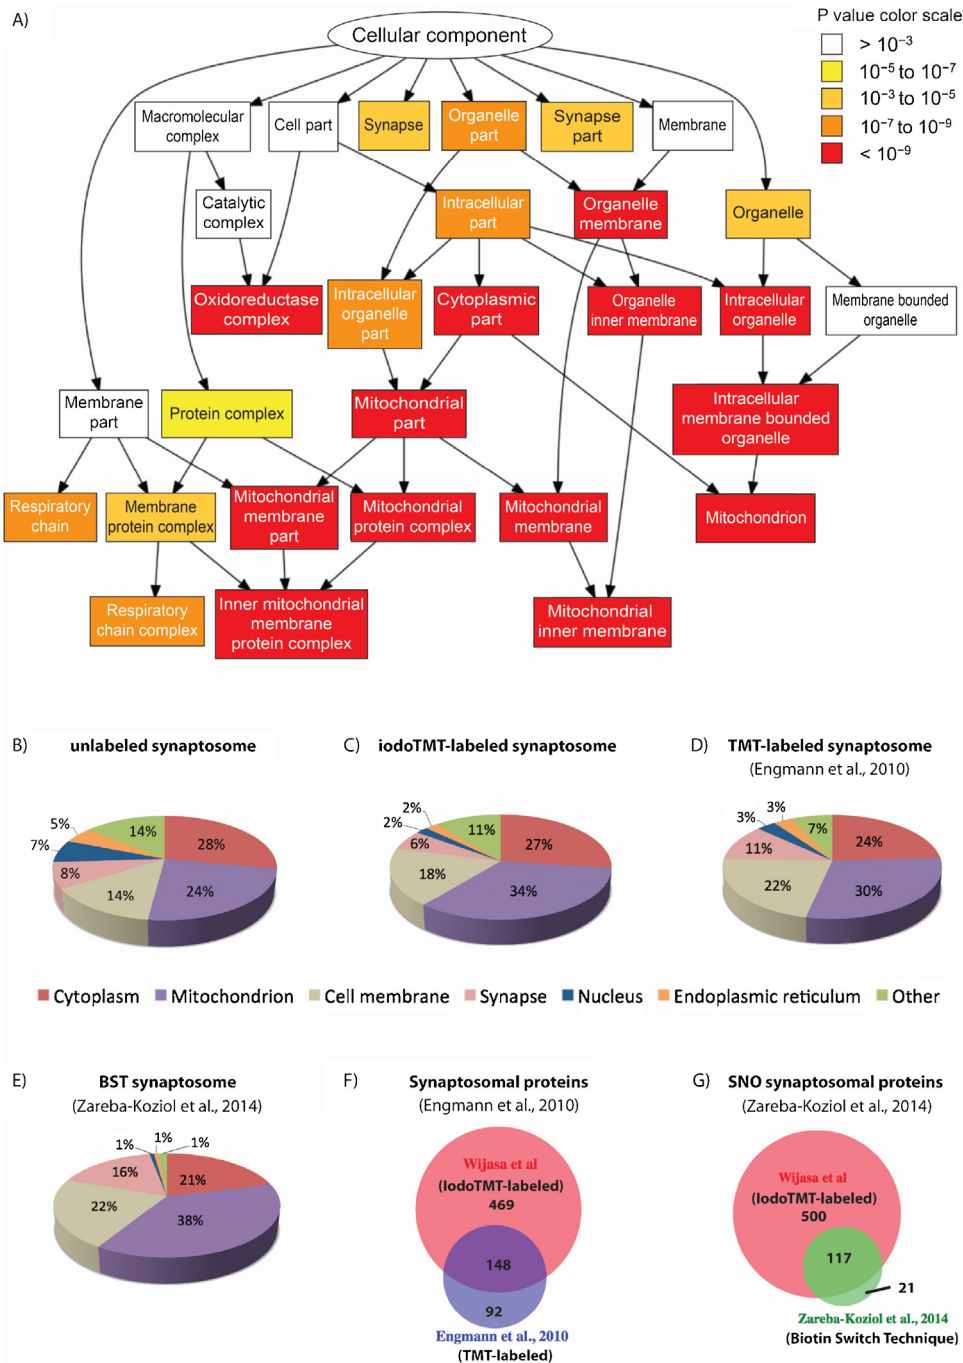 A)
P value color scale
> 10⁻³
10⁻⁵ to 10⁻⁷
10⁻³ to 10⁻⁵
10⁻⁷ to 10⁻⁹
< 10⁻⁹
Cellular component
Macromolecular
complex
Cell part
Synapse
Organelle
part
Synapse
part
Membrane
Catalytic
complex
Intracellular
part
Organelle
membrane
Organelle
Oxidoreductase
complex
Intracellular
organelle
part
Cytoplasmic
part
Organelle
inner membrane
Intracellular
organelle
Membrane bounded
organelle
Membrane
part
Protein complex
Mitochondrial
part
Intracellular
membrane bounded
organelle
Respiratory
chain
Membrane
protein complex
Mitochondrial
membrane
part
Mitochondrial
protein complex
Mitochondrial
membrane
Mitochondrion
Respiratory
chain complex
Inner mitochondrial
membrane
protein complex
Mitochondrial
inner membrane
B) unlabeled synaptosome
28%
24%
14%
8%
7%
5%
14%
C) iodoTMT-labeled synaptosome
27%
34%
18%
6%
2%
2%
11%
D) TMT-labeled synaptosome
(Engmann et al., 2010)
24%
30%
22%
11%
3%
3%
7%
Cytoplasm Mitochondrion Cell membrane Synapse Nucleus Endoplasmic reticulum Other
E) BST synaptosome
(Zareba-Koziol et al., 2014)
21%
38%
22%
16%
1%
1%
1%
F) Synaptosomal proteins
(Engmann et al., 2010)
Wijasa et al
(IodoTMT-labeled)
469
148
92
Engmann et al., 2010
(TMT-labeled)
G) SNO synaptosomal proteins
(Zareba-Koziol et al., 2014)
Wijasa et al
(IodoTMT-labeled)
500
117
21
Zareba-Koziol et al., 2014
(Biotin Switch Technique)